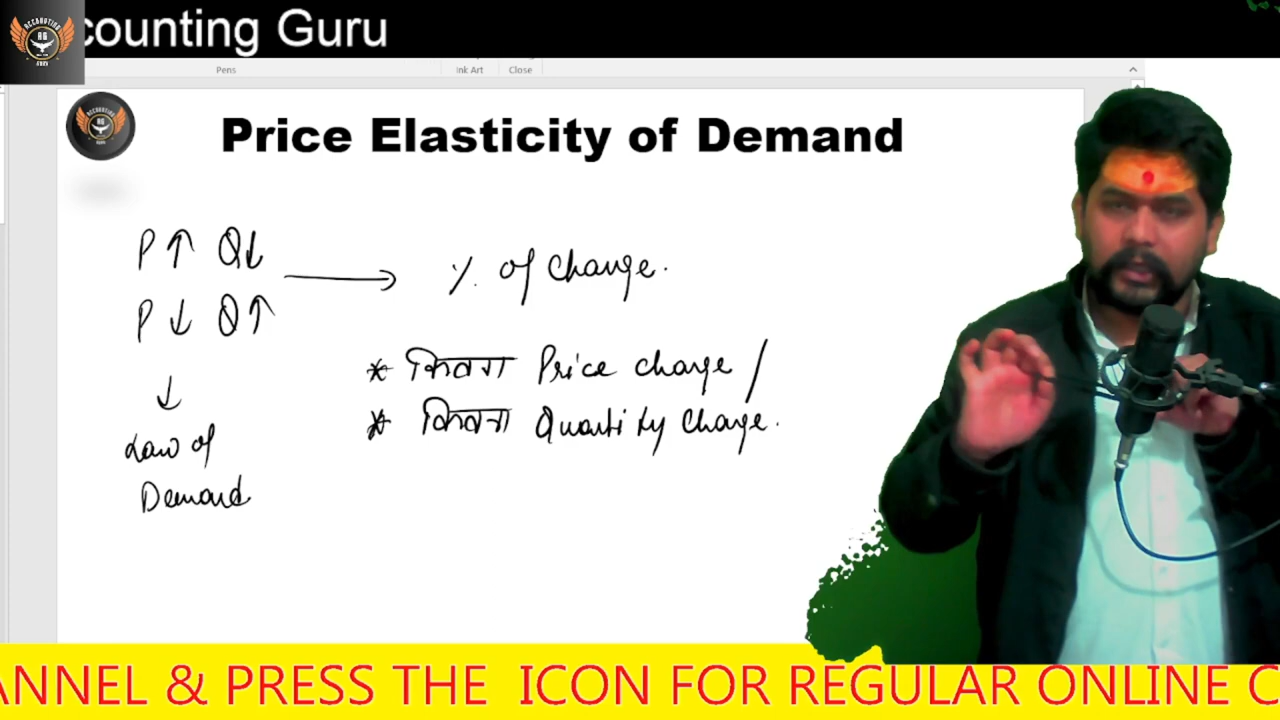 counting Guru
Pens
Ink Art
Close
Price Elasticity of Demand
P↑ Q↓
→ % of change.
P↓ Q↑
↓
Law of
Demand
* कितना Price change /
* कितना Quantity change.
ANNEL & PRESS THE ICON FOR REGULAR ONLINE C